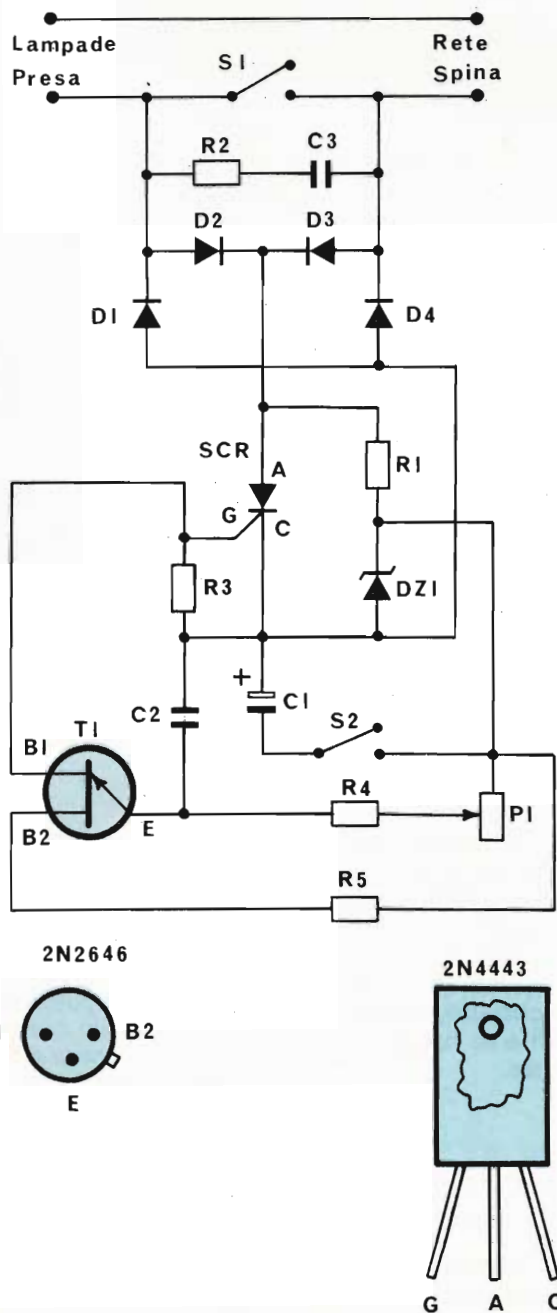 Lampade
Rete
Presa
S1
Spina
R2
C3
D2
D3
D1
D4
SCR
A
R1
G
C
R3
DZ1
+
C1
C2
S2
T1
B1
R4
P1
B2
E
R5
2N2646
2N4443
B2
E
G
A
C